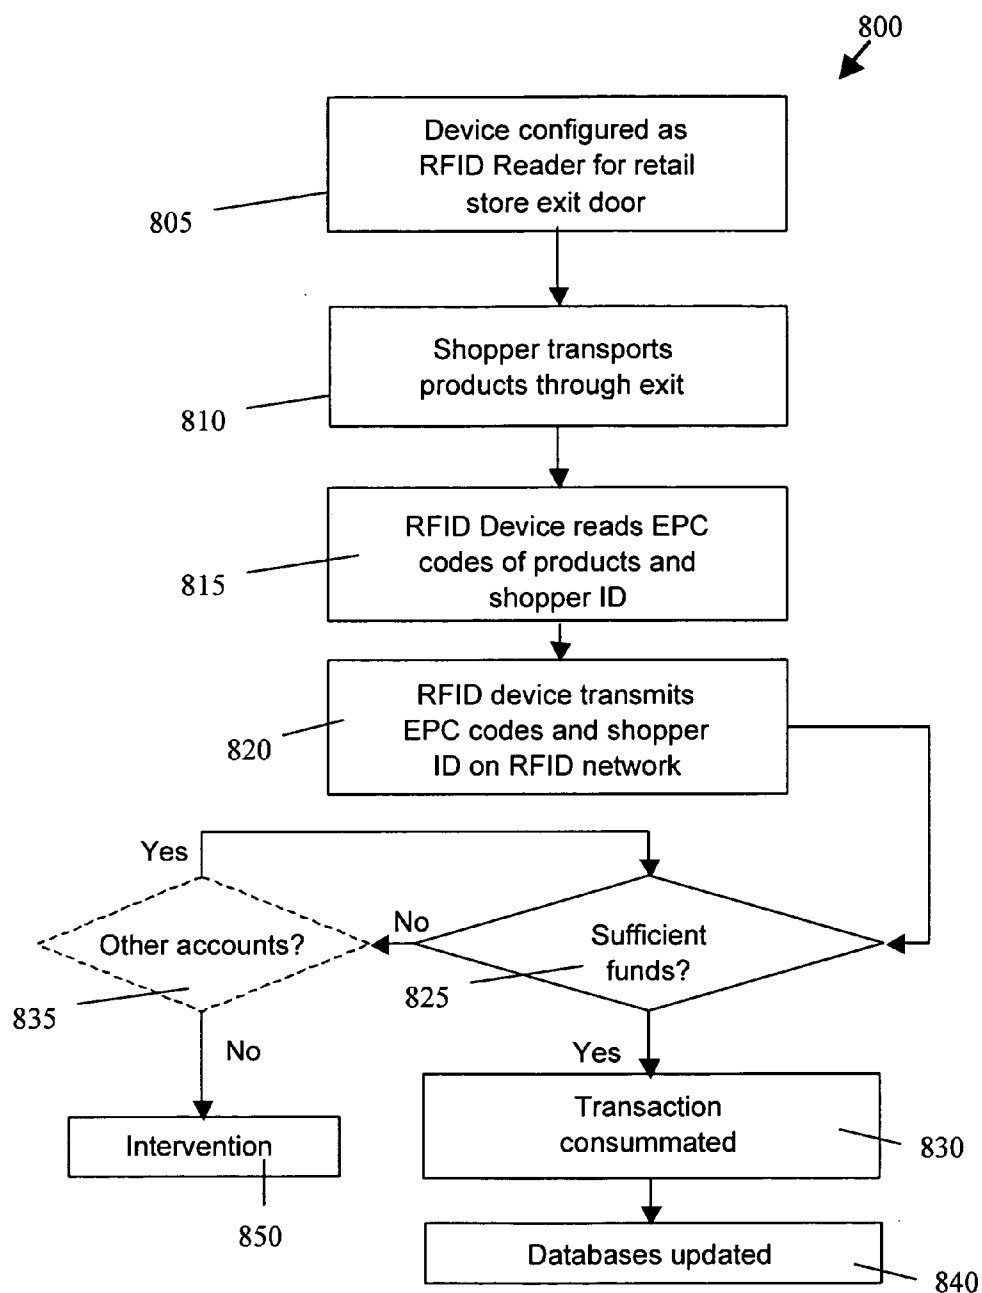 800
Device configured as
RFID Reader for retail
store exit door
805
Shopper transports
products through exit
810
RFID Device reads EPC
codes of products and
shopper ID
815
RFID device transmits
EPC codes and shopper
ID on RFID network
820
Yes
Other accounts?
835
No
Sufficient
funds?
825
No
Yes
Intervention
850
Transaction
consummated
830
Databases updated
840